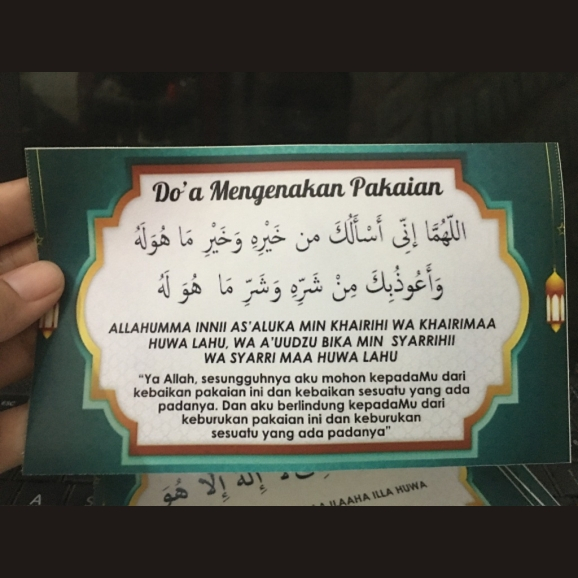 Do'a Mengenakan Pakaian
اللّهُمَّا إِنِّى أَسْأَلُكَ من خَيْرِهِ وَخَيْرِ مَا هُوَلَهُ
وَأَعُوذُبِكَ مِنْ شَرِّهِ وَشَرِّ مَا هُوَ لَهُ
ALLAHUMMA INNII AS'ALUKA MIN KHAIRIHI WA KHAIRIMAA
HUWA LAHU, WA A'UUDZU BIKA MIN SYARRIHII
WA SYARRI MAA HUWA LAHU
"Ya Allah, sesungguhnya aku mohon kepadaMu dari
kebaikan pakaian ini dan kebaikan sesuatu yang ada
padanya. Dan aku berlindung kepadaMu dari
keburukan pakaian ini dan keburukan
sesuatu yang ada padanya"
إِلَهَ إِلَّا هُوَ
ILAAHA ILLA HUWA
A
S